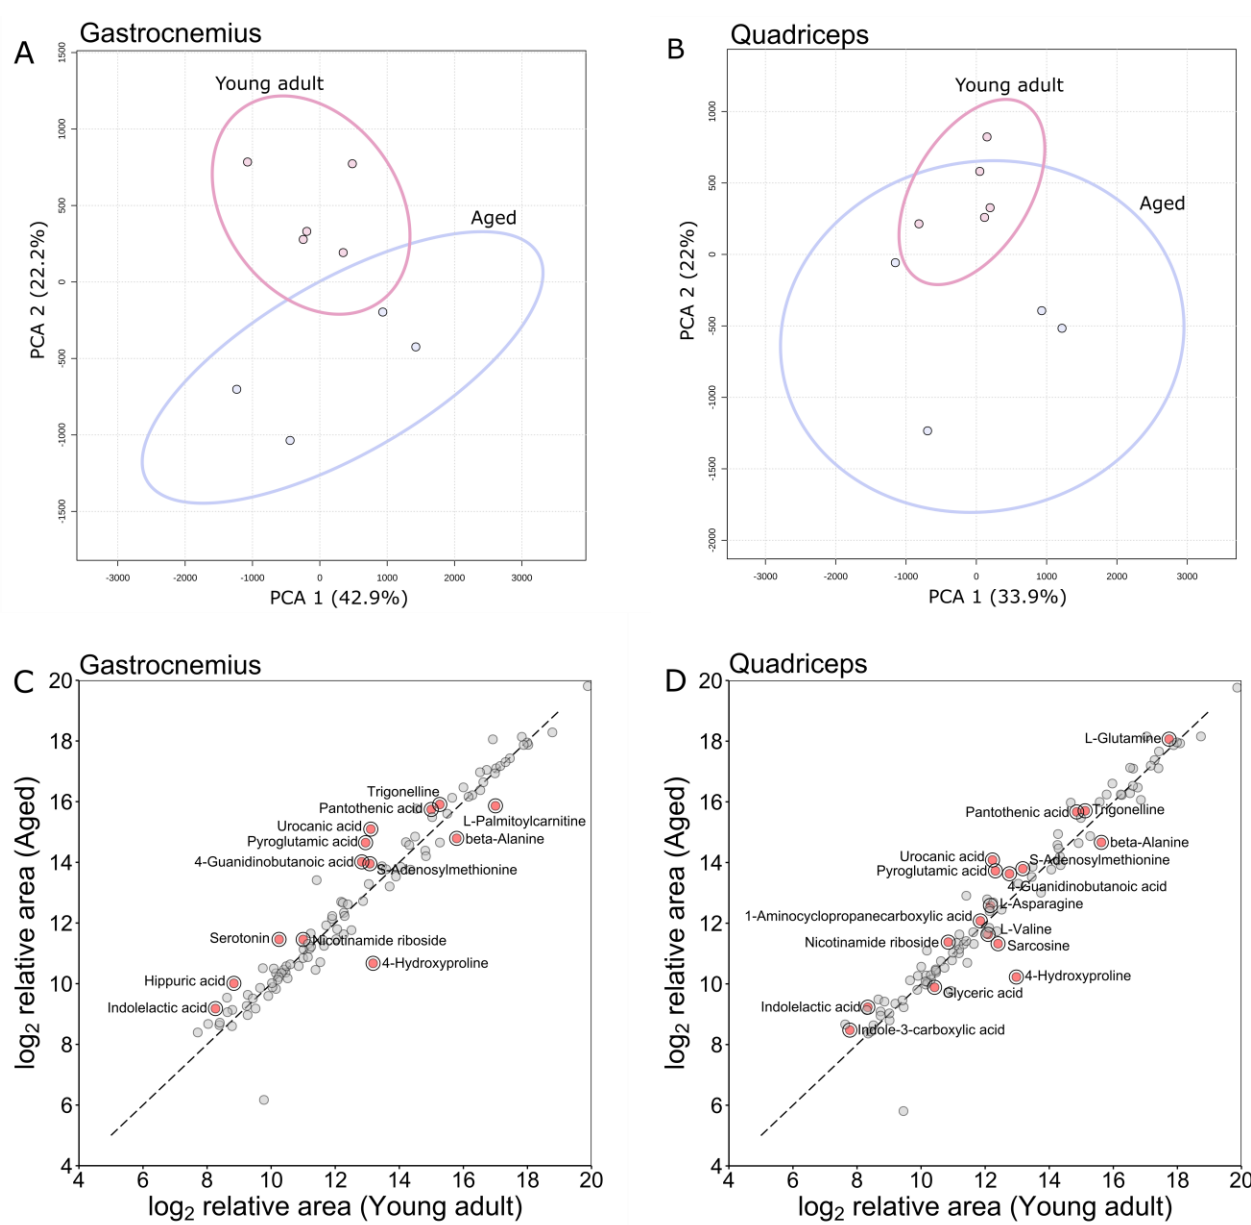 A
Gastrocnemius
Young adult
Aged
1500
1000
500
0
-500
-1000
-1500
PCA 2 (22.2%)
-3000 -2000 -1000 0 1000 2000 3000
PCA 1 (42.9%)
B
Quadriceps
Young adult
Aged
1000
500
0
-500
-1000
-1500
-2000
PCA 2 (22%)
-3000 -2000 -1000 0 1000 2000 3000
PCA 1 (33.9%)
C
Gastrocnemius
20
18
16
14
12
10
8
6
4
log2 relative area (Aged)
Trigonelline
Pantothenic acid
L-Palmitoylcarnitine
Urocanic acid
beta-Alanine
Pyroglutamic acid
4-Guanidinobutanoic acid
S-Adenosylmethionine
Serotonin
Nicotinamide riboside
4-Hydroxyproline
Hippuric acid
Indolelactic acid
4 6 8 10 12 14 16 18 20
log2 relative area (Young adult)
D
Quadriceps
20
18
16
14
12
10
8
6
4
log2 relative area (Aged)
L-Glutamine
Pantothenic acid
Trigonelline
beta-Alanine
Urocanic acid
S-Adenosylmethionine
Pyroglutamic acid
4-Guanidinobutanoic acid
L-Asparagine
1-Aminocyclopropanecarboxylic acid
L-Valine
Nicotinamide riboside
Sarcosine
4-Hydroxyproline
Glyceric acid
Indolelactic acid
Indole-3-carboxylic acid
4 6 8 10 12 14 16 18 20
log2 relative area (Young adult)